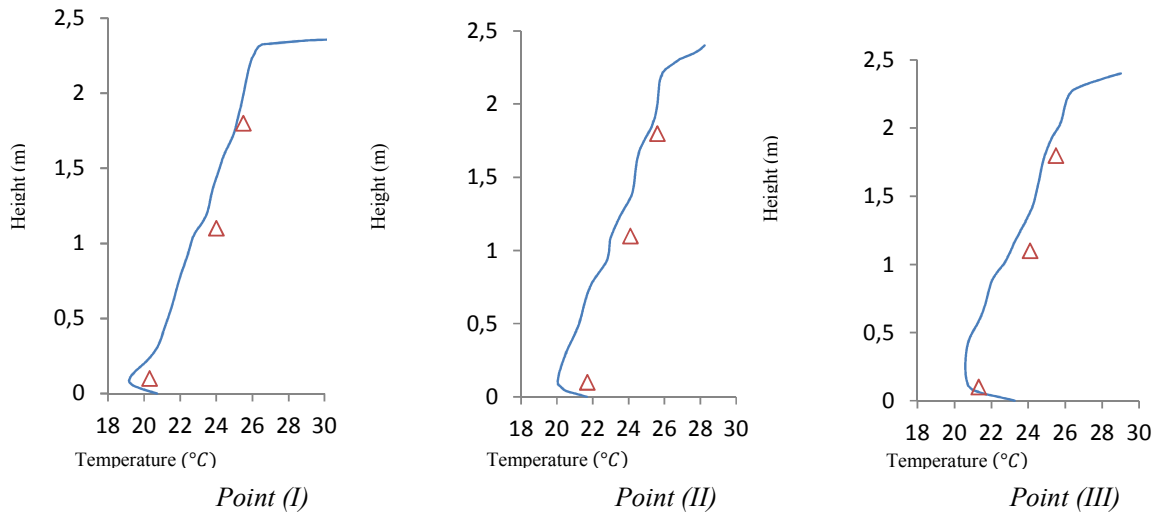 2,5
2
1,5
1
0,5
0
18 20 22 24 26 28 30
Height (m)
Temperature (°C)
Point (I)
2,5
2
1,5
1
0,5
0
18 20 22 24 26 28 30
Height (m)
Temperature (°C)
Point (II)
2,5
2
1,5
1
0,5
0
18 20 22 24 26 28 30
Height (m)
Temperature (°C)
Point (III)